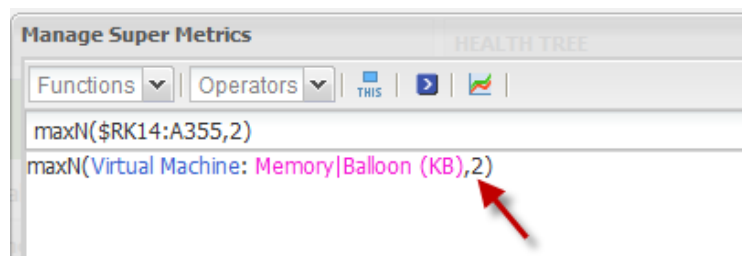 Manage Super Metrics
HEALTH TREE
Functions | Operators | THIS | |
maxN($RK14:A355,2)
maxN(Virtual Machine: Memory|Balloon (KB),2)